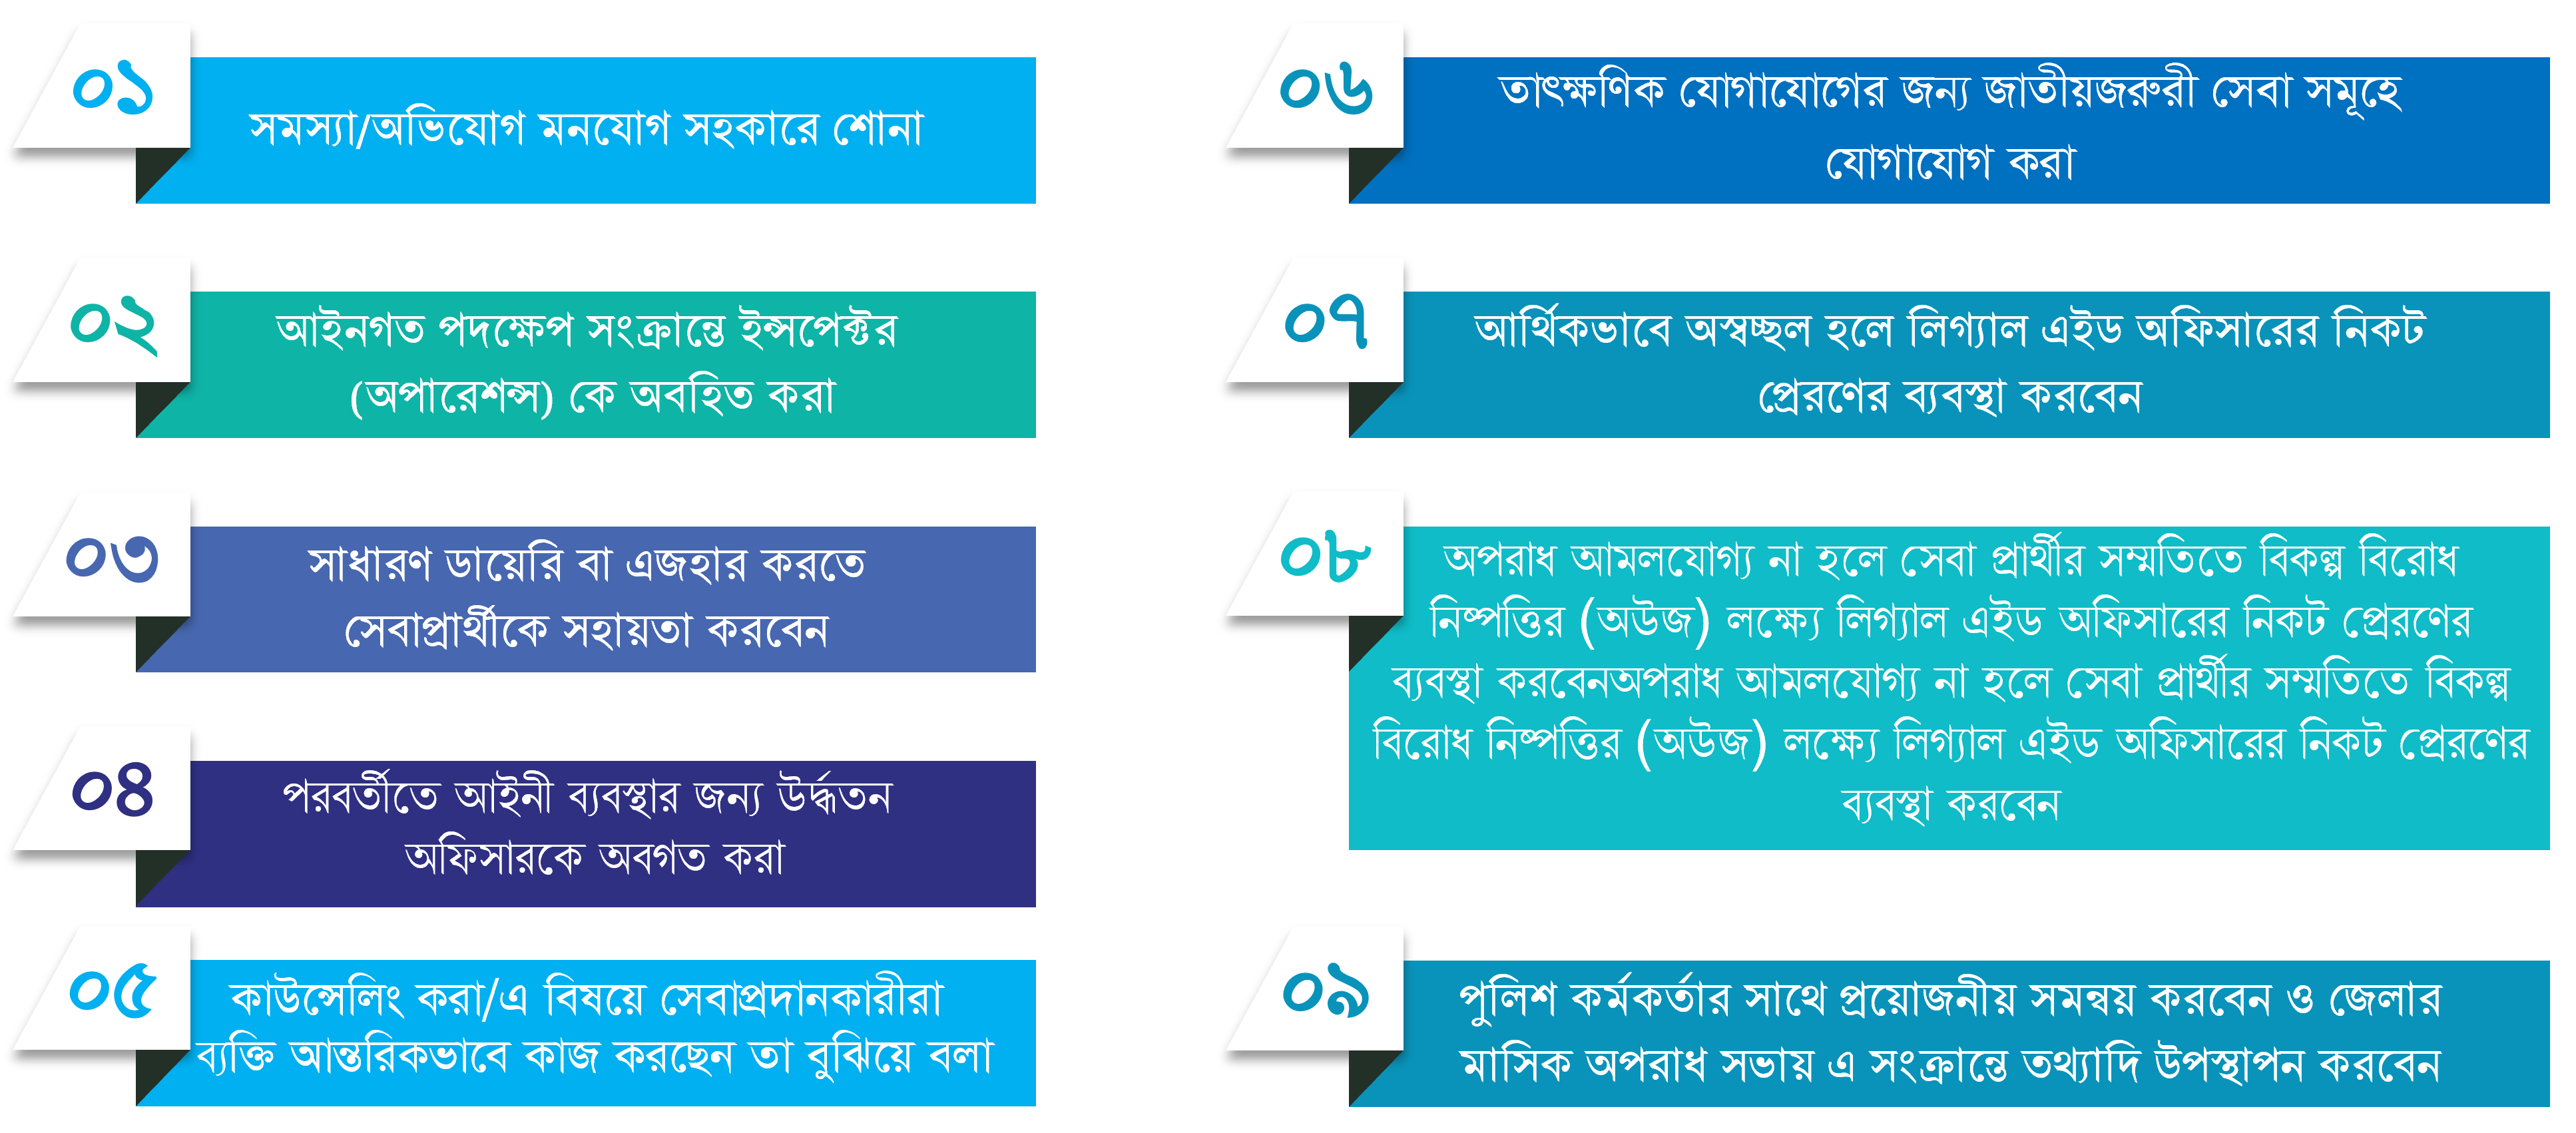 ০১
সমস্যা/অভিযোগ মনযোগ সহকারে শোনা
০২
আইনগত পদক্ষেপ সংক্রান্তে ইন্সপেক্টর
(অপারেশন্স) কে অবহিত করা
০৩
সাধারণ ডায়েরি বা এজহার করতে
সেবাপ্রার্থীকে সহায়তা করবেন
০৪
পরবর্তীতে আইনী ব্যবস্থার জন্য উর্দ্ধতন
অফিসারকে অবগত করা
০৫
কাউন্সেলিং করা/এ বিষয়ে সেবাপ্রদানকারীরা
ব্যক্তি আন্তরিকভাবে কাজ করছেন তা বুঝিয়ে বলা
০৬
তাৎক্ষণিক যোগাযোগের জন্য জাতীয়জরুরী সেবা সমূহে
যোগাযোগ করা
০৭
আর্থিকভাবে অস্বচ্ছল হলে লিগ্যাল এইড অফিসারের নিকট
প্রেরণের ব্যবস্থা করবেন
০৮
অপরাধ আমলযোগ্য না হলে সেবা প্রার্থীর সম্মতিতে বিকল্প বিরোধ
নিষ্পত্তির (অউজ) লক্ষ্যে লিগ্যাল এইড অফিসারের নিকট প্রেরণের
ব্যবস্থা করবেনঅপরাধ আমলযোগ্য না হলে সেবা প্রার্থীর সম্মতিতে বিকল্প
বিরোধ নিষ্পত্তির (অউজ) লক্ষ্যে লিগ্যাল এইড অফিসারের নিকট প্রেরণের
ব্যবস্থা করবেন
০৯
পুলিশ কর্মকর্তার সাথে প্রয়োজনীয় সমন্বয় করবেন ও জেলার
মাসিক অপরাধ সভায় এ সংক্রান্তে তথ্যাদি উপস্থাপন করবেন